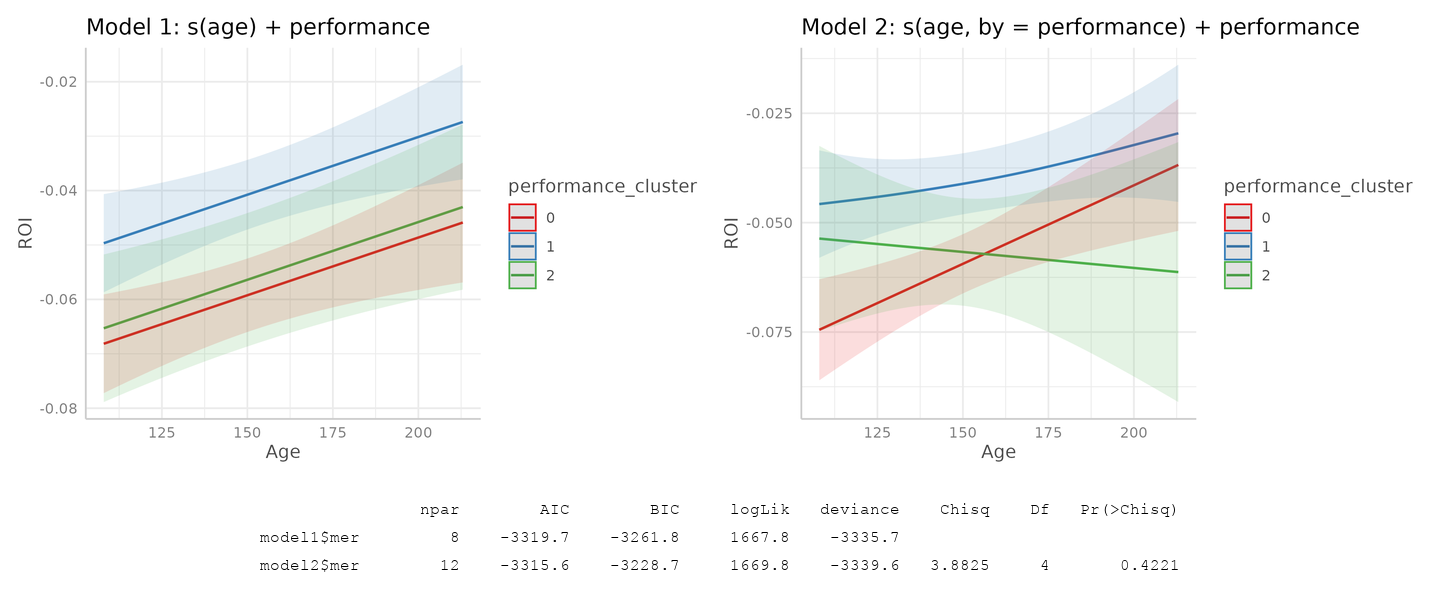 Model 1: s(age) + performance
-0.02
-0.04
-0.06
-0.08
ROI
125 150 175 200
Age
performance_cluster
0
1
2
Model 2: s(age, by = performance) + performance
-0.025
-0.050
-0.075
ROI
125 150 175 200
Age
performance_cluster
0
1
2
npar AIC BIC logLik deviance Chisq Df Pr(>Chisq)
model1$mer 8 -3319.7 -3261.8 1667.8 -3335.7
model2$mer 12 -3315.6 -3228.7 1669.8 -3339.6 3.8825 4 0.4221